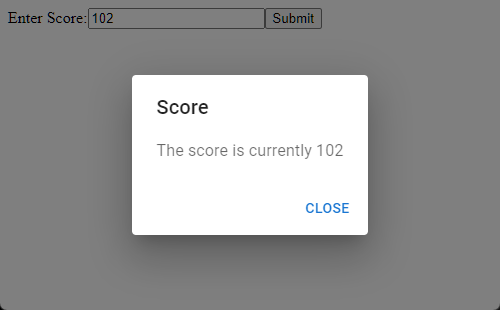 Enter Score: 102 Submit
Score
The score is currently 102
CLOSE